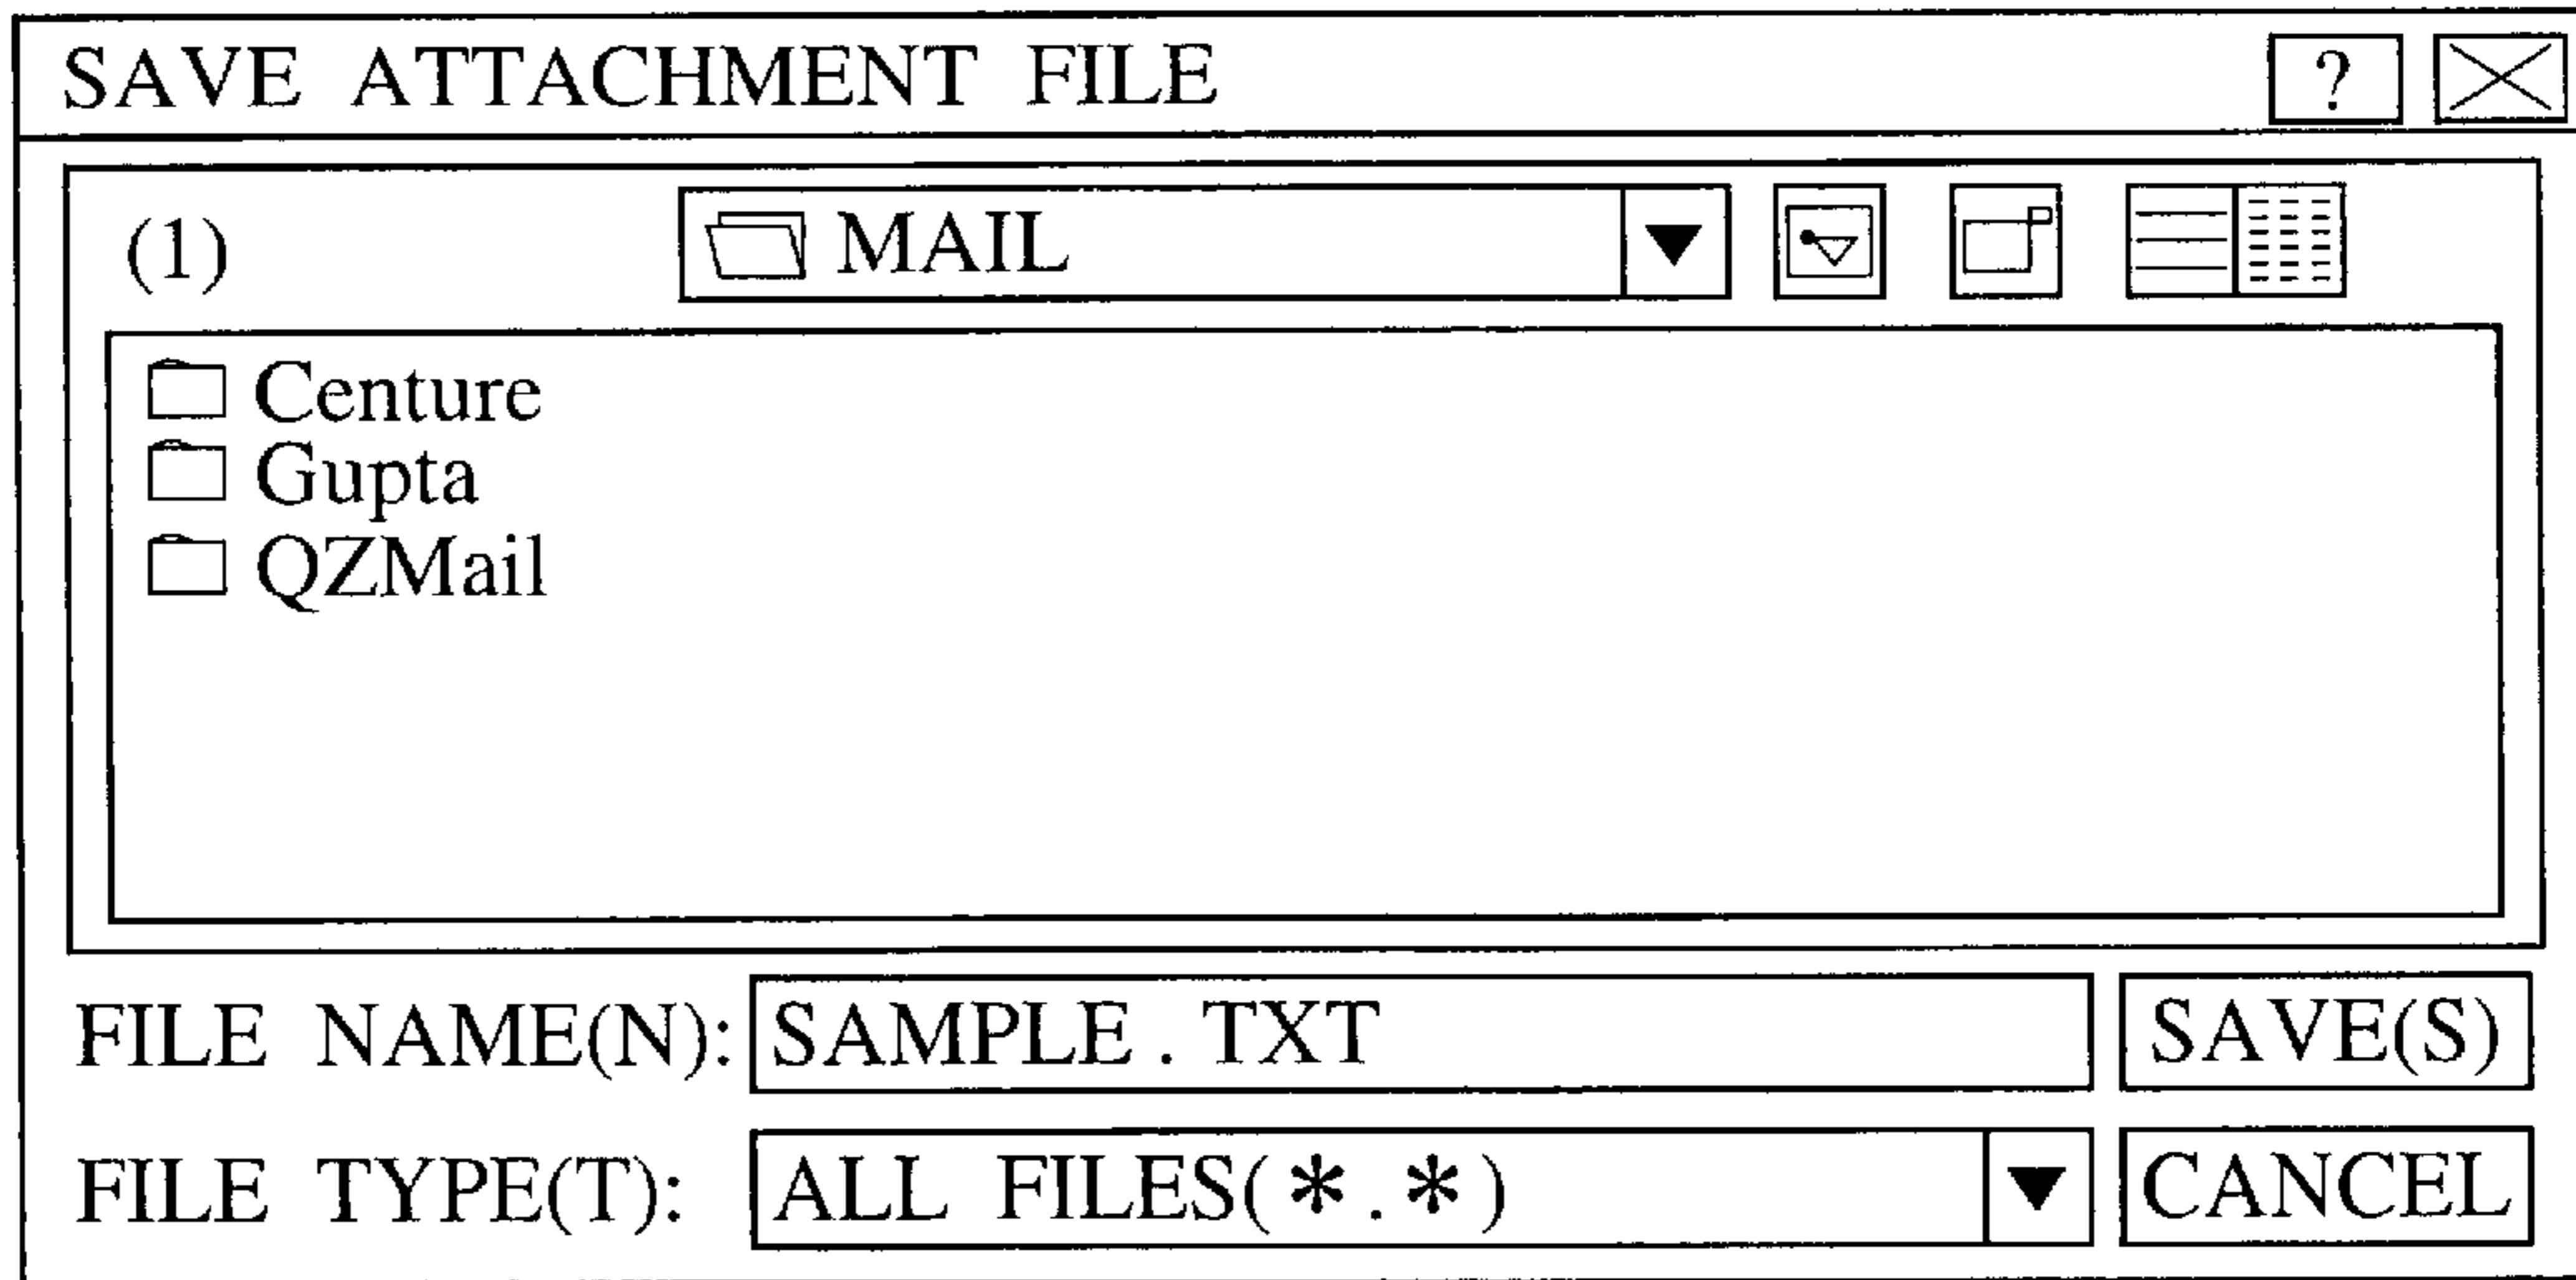 SAVE ATTACHMENT FILE ?
(1) MAIL
Centure
Gupta
QZMail
FILE NAME(N): SAMPLE . TXT SAVE(S)
FILE TYPE(T): ALL FILES( * . * ) CANCEL